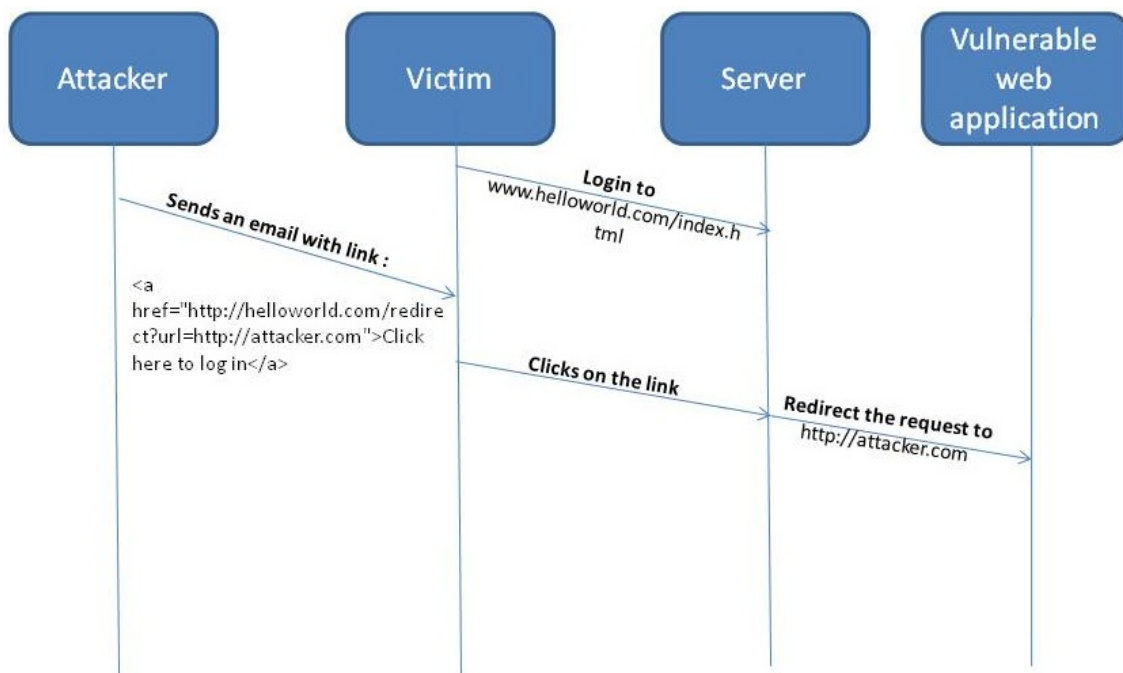 Attacker
Victim
Server
Vulnerable
web
application
Login to
www.helloworld.com/index.h
tml
Sends an email with link :
<a
href="http://helloworld.com/redire
ct?url=http://attacker.com">Click
here to log in</a>
Clicks on the link
Redirect the request to
http://attacker.com